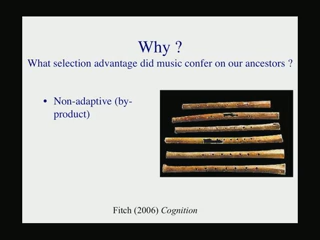 Why ?
What selection advantage did music confer on our ancestors ?
• Non-adaptive (by-
product)
Fitch (2006) Cognition